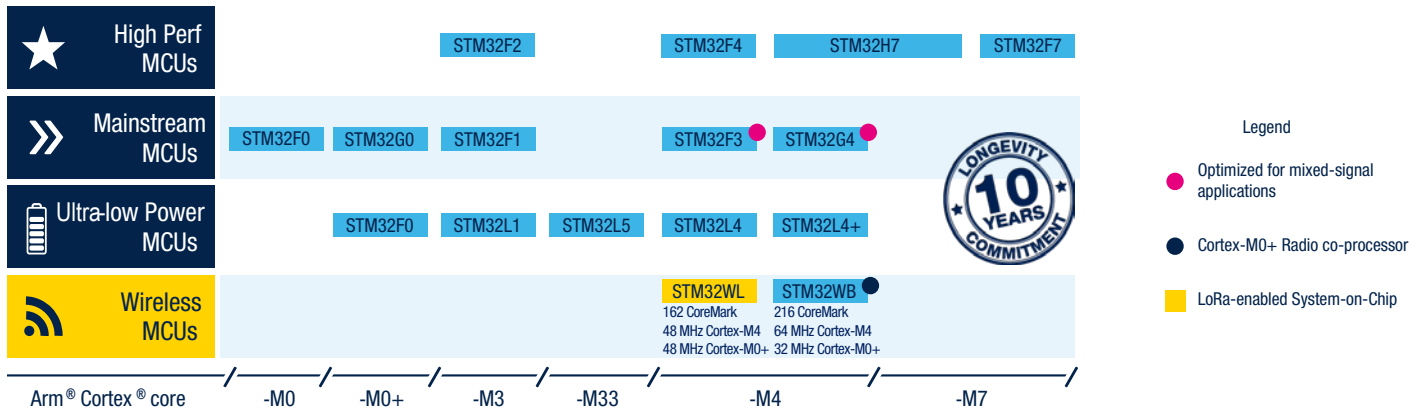 High Perf
MCUs
STM32F2
STM32F4
STM32H7
STM32F7
Mainstream
MCUs
STM32F0
STM32G0
STM32F1
STM32F3
STM32G4
Ultra-low Power
MCUs
STM32F0
STM32L1
STM32L5
STM32L4
STM32L4+
LONGEVITY
10
YEARS
COMMITMENT
Wireless
MCUs
STM32WL
162 CoreMark
48 MHz Cortex-M4
48 MHz Cortex-M0+
STM32WB
216 CoreMark
64 MHz Cortex-M4
32 MHz Cortex-M0+
Arm® Cortex® core
-M0
-M0+
-M3
-M33
-M4
-M7
Legend
Optimized for mixed-signal
applications
Cortex-M0+ Radio co-processor
LoRa-enabled System-on-Chip